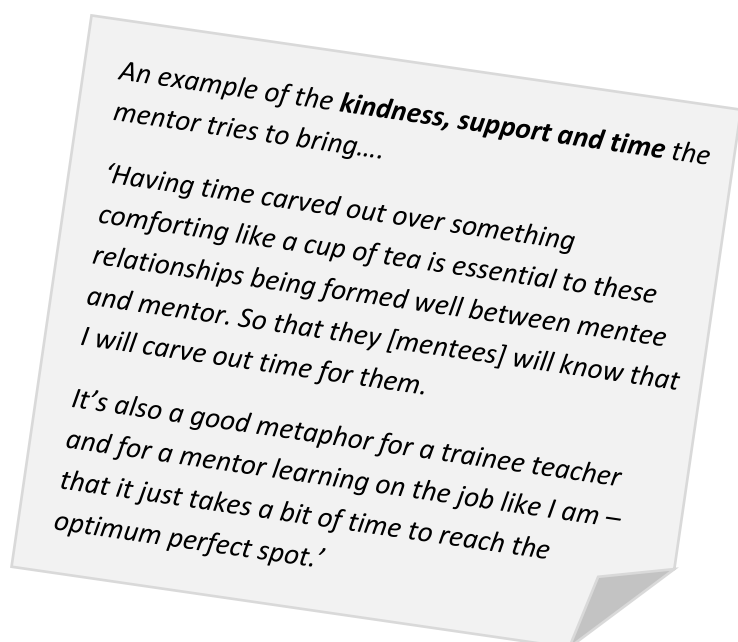 An example of the kindness, support and time the
mentor tries to bring….
‘Having time carved out over something
comforting like a cup of tea is essential to these
relationships being formed well between mentee
and mentor. So that they [mentees] will know that
I will carve out time for them.
It’s also a good metaphor for a trainee teacher
and for a mentor learning on the job like I am –
that it just takes a bit of time to reach the
optimum perfect spot.’